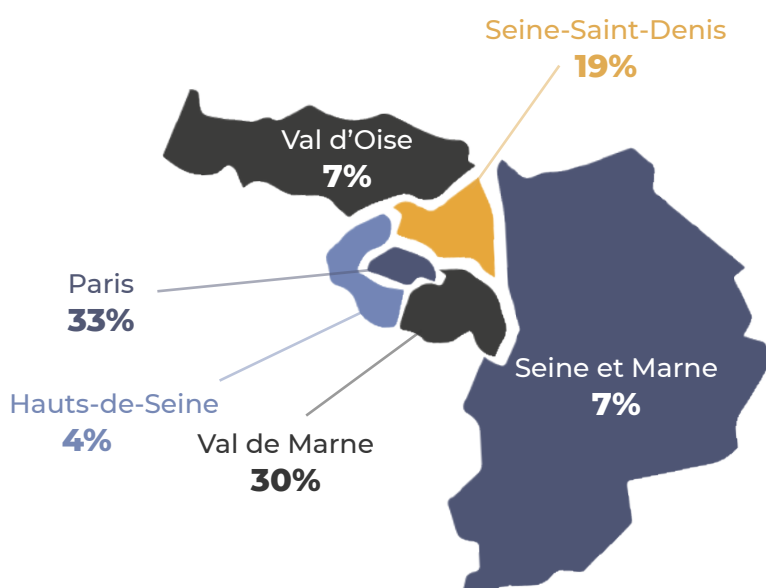 Seine-Saint-Denis
19%
Val d’Oise
7%
Paris
33%
Seine et Marne
7%
Hauts-de-Seine
4%
Val de Marne
30%